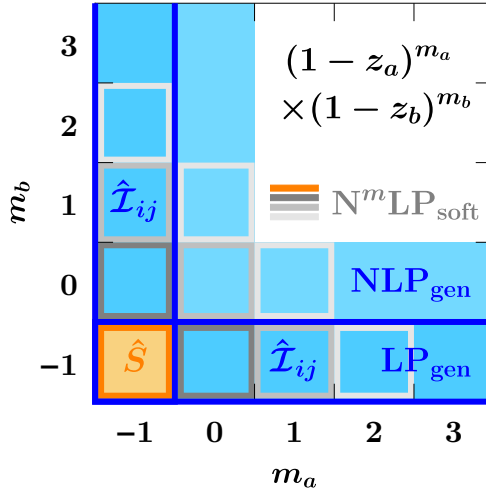 3
(1 − z_a)^{m_a}
×(1 − z_b)^{m_b}
2
1
Î_{ij}
N^mLP_soft
m_b
0
NLP_gen
−1
Ŝ
Î_{ij}
LP_gen
−1 0 1 2 3
m_a